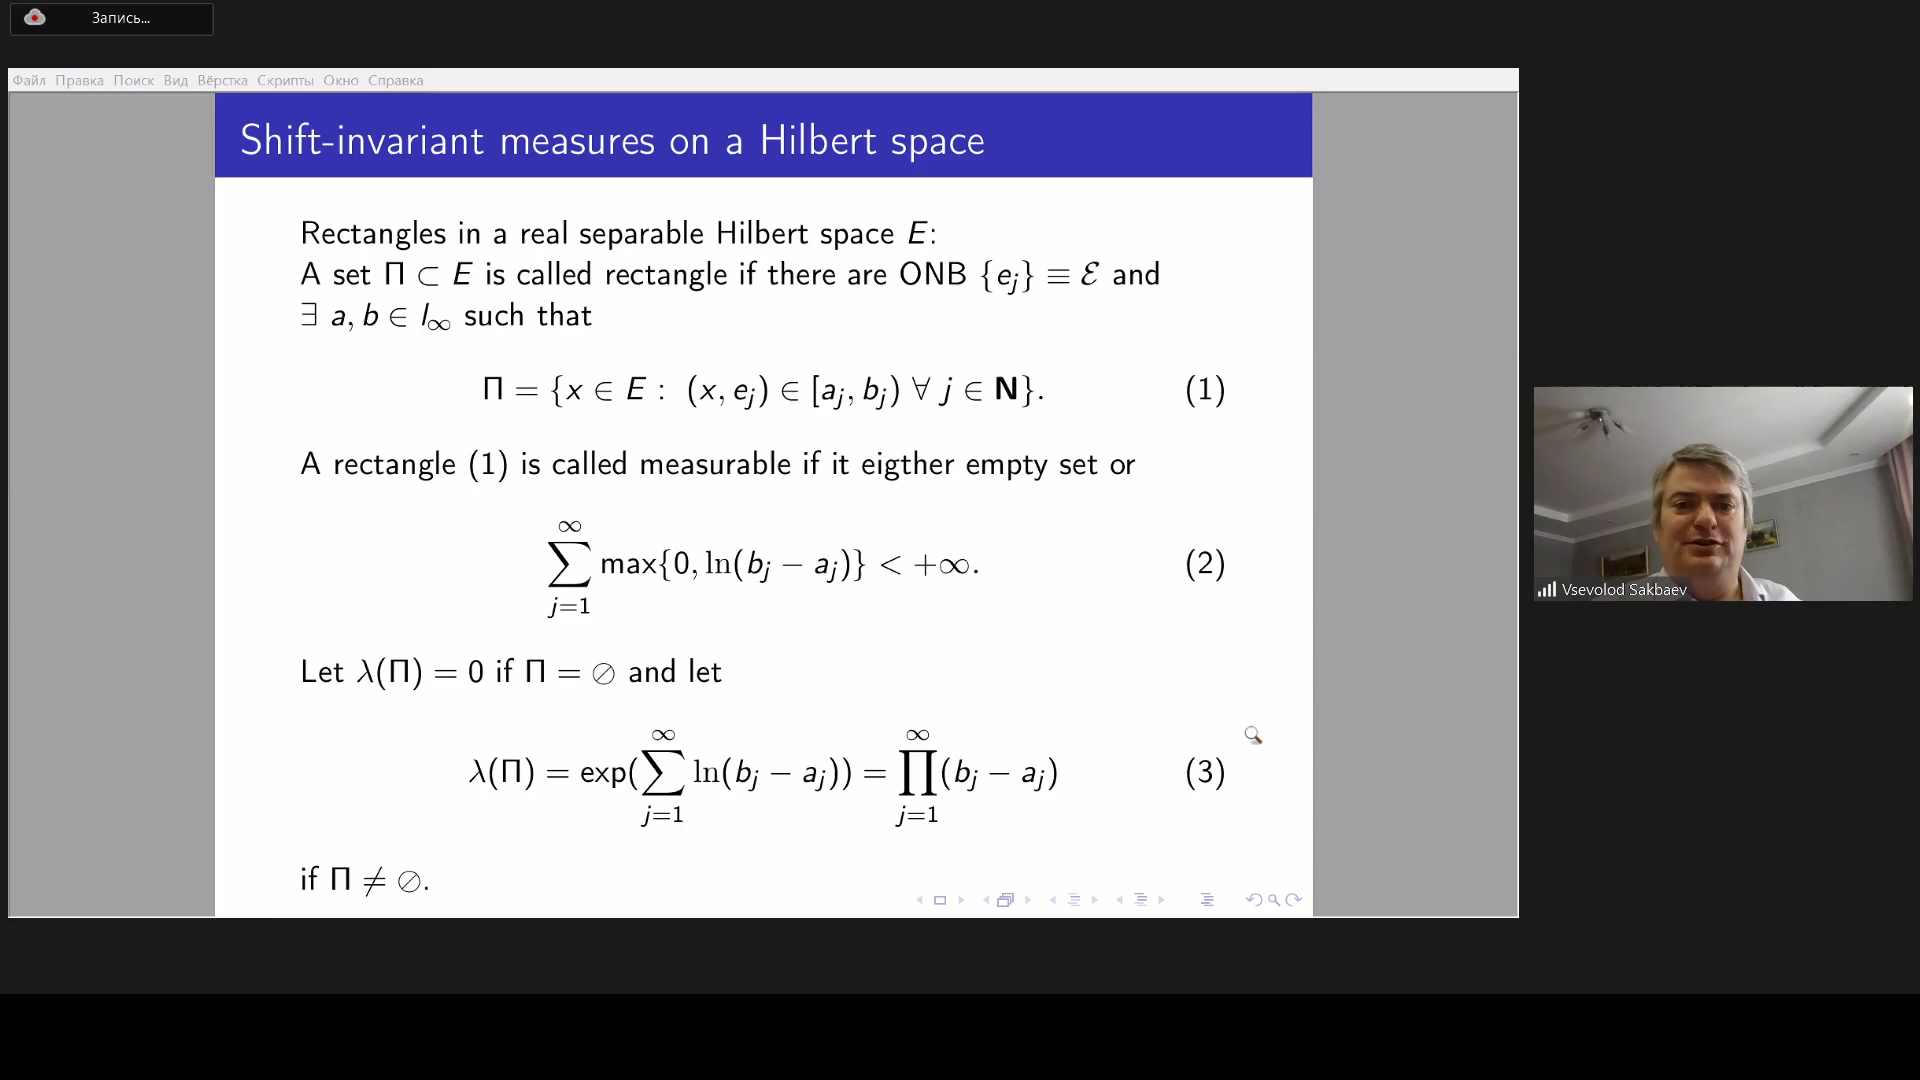 Запись...
Файл Правка Поиск Вид Вёрстка Скрипты Окно Справка
Shift-invariant measures on a Hilbert space
Rectangles in a real separable Hilbert space E:
A set Π ⊂ E is called rectangle if there are ONB {e_j} ≡ ℰ and
∃ a, b ∈ l_∞ such that
Π = {x ∈ E : (x, e_j) ∈ [a_j, b_j) ∀ j ∈ N}. (1)
A rectangle (1) is called measurable if it eigther empty set or
∑_{j=1}^{∞} max{0, ln(b_j − a_j)} < +∞. (2)
Let λ(Π) = 0 if Π = ∅ and let
λ(Π) = exp(∑_{j=1}^{∞} ln(b_j − a_j)) = ∏_{j=1}^{∞} (b_j − a_j) (3)
if Π ≠ ∅.
Vsevolod Sakbaev